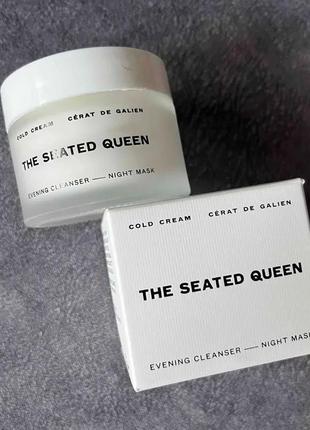 COLD CREAM CÉRAT DE GALIEN
THE SEATED QUEEN
EVENING CLEANSER — NIGHT MASK
COLD CREAM CÉRAT DE GALIEN
THE SEATED QUEEN
EVENING CLEANSER — NIGHT MASK